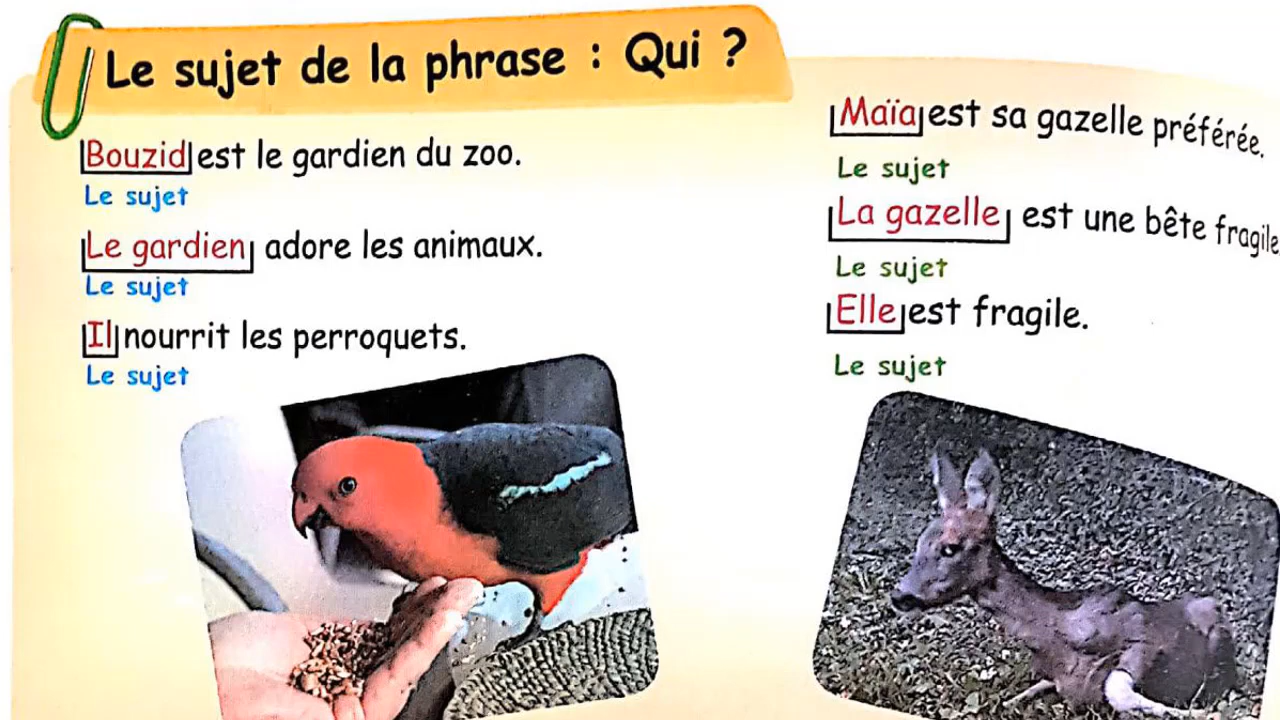 Le sujet de la phrase : Qui ?
Bouzid est le gardien du zoo.
Le sujet
Le gardien adore les animaux.
Le sujet
Il nourrit les perroquets.
Le sujet
Maïa est sa gazelle préférée.
Le sujet
La gazelle est une bête fragile.
Le sujet
Elle est fragile.
Le sujet